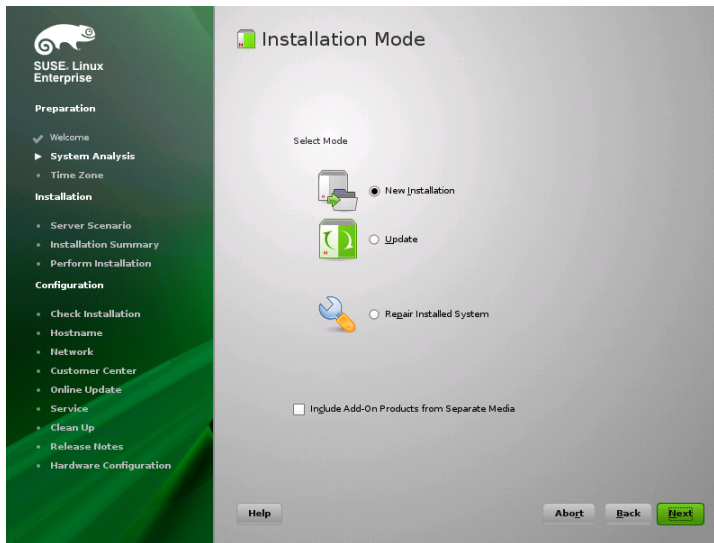 SUSE. Linux
Enterprise
Preparation
Welcome
System Analysis
Time Zone
Installation
Server Scenario
Installation Summary
Perform Installation
Configuration
Check Installation
Hostname
Network
Customer Center
Online Update
Service
Clean Up
Release Notes
Hardware Configuration
Installation Mode
Select Mode
New Installation
Update
Repair Installed System
Include Add-On Products from Separate Media
Help
Abort
Back
Next